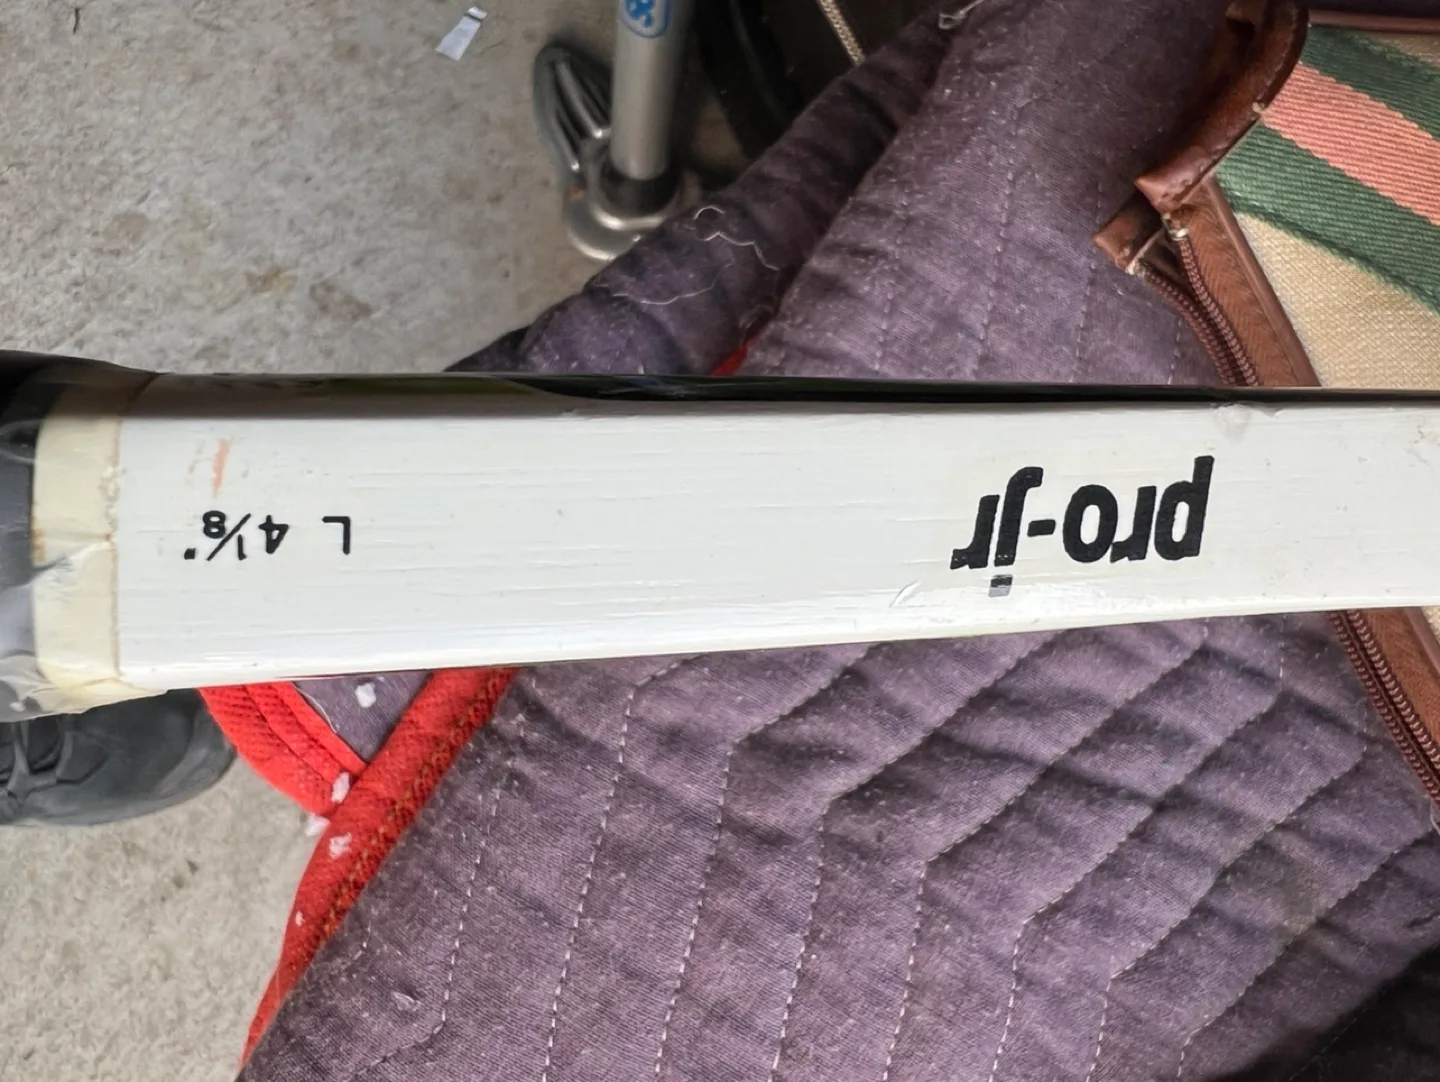 pro-jr
L 4⅛"